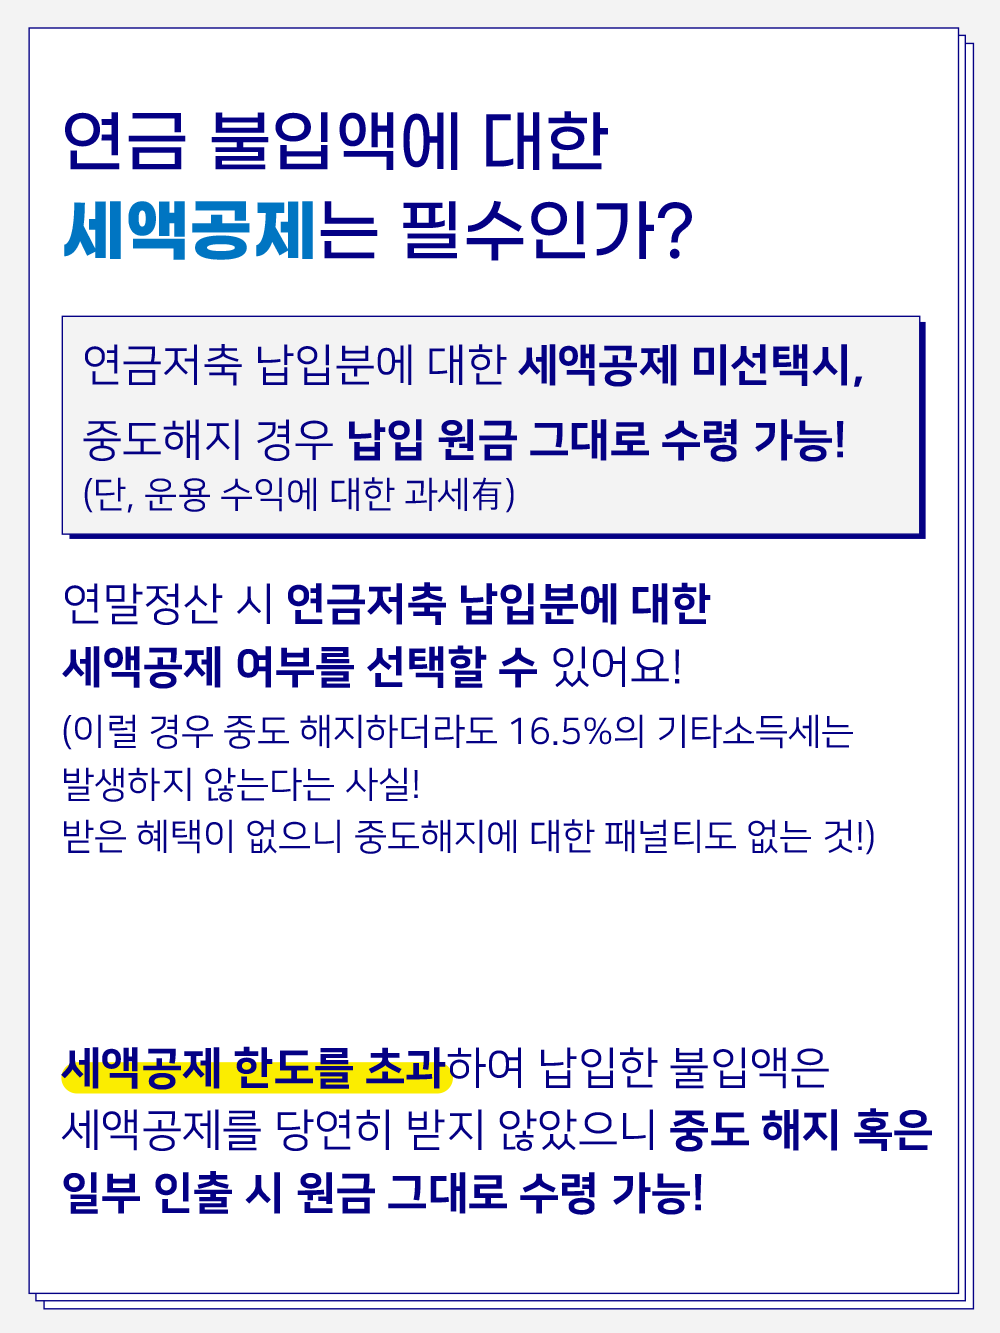 연금 불입액에 대한
세액공제는 필수인가?
연금저축 납입분에 대한 세액공제 미선택시,
중도해지 경우 납입 원금 그대로 수령 가능!
(단, 운용 수익에 대한 과세有)
연말정산 시 연금저축 납입분에 대한
세액공제 여부를 선택할 수 있어요!
(이럴 경우 중도 해지하더라도 16.5%의 기타소득세는
발생하지 않는다는 사실!
받은 혜택이 없으니 중도해지에 대한 패널티도 없는 것!)
세액공제 한도를 초과하여 납입한 불입액은
세액공제를 당연히 받지 않았으니 중도 해지 혹은
일부 인출 시 원금 그대로 수령 가능!